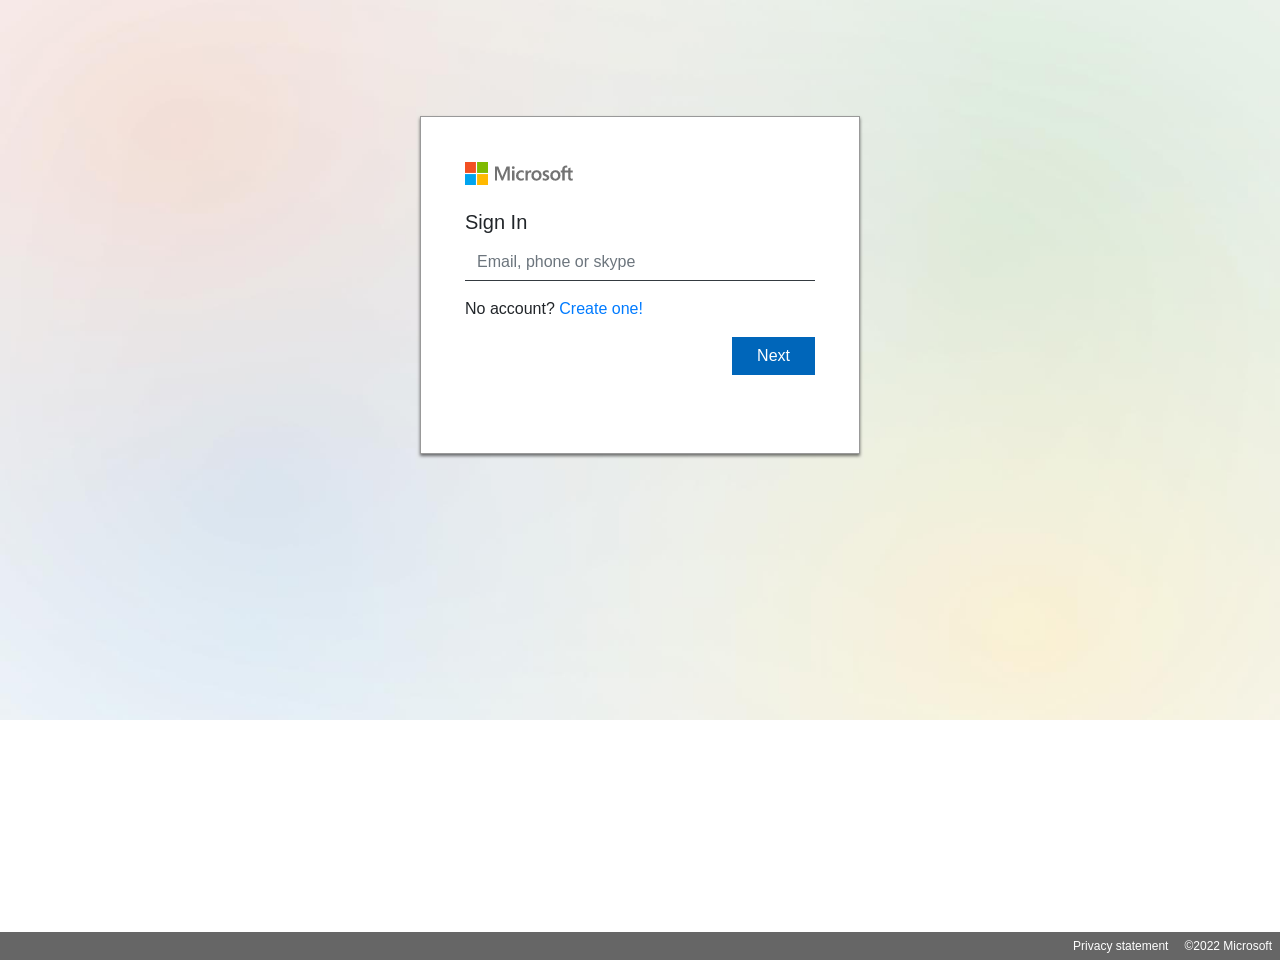 Microsoft
Sign In
Email, phone or skype
No account? Create one!
Next
Privacy statement ©2022 Microsoft